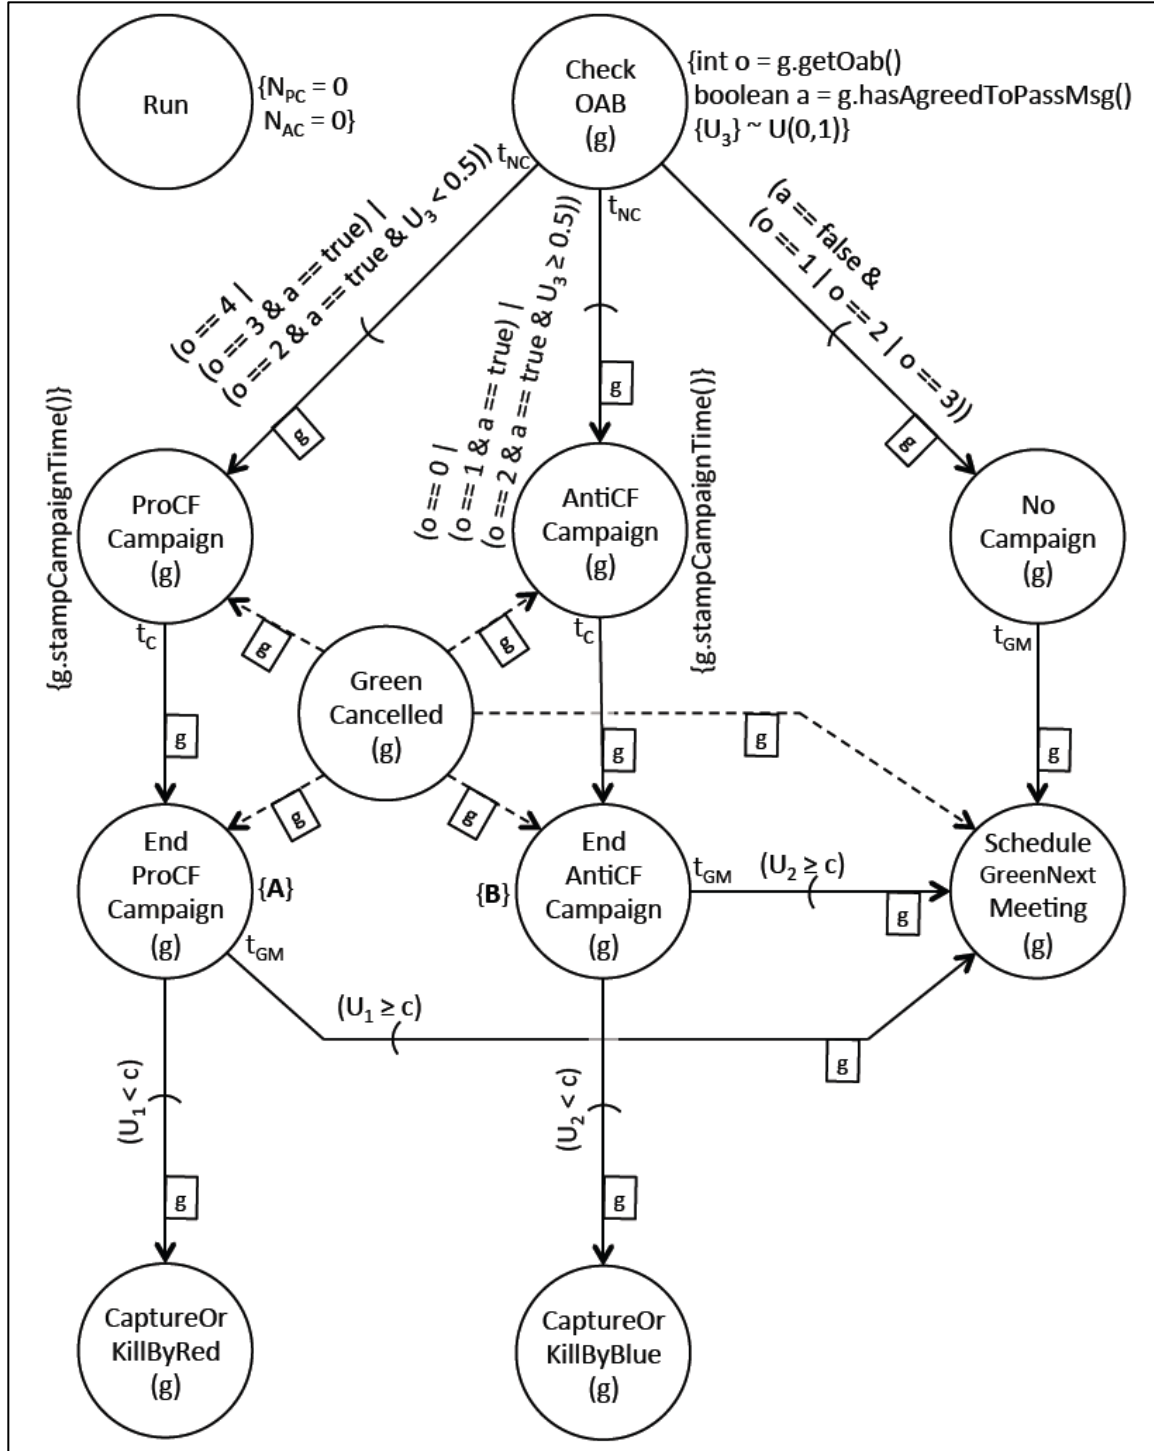 Run
{N_PC = 0
N_AC = 0}
Check
OAB
(g)
{int o = g.getOab()
boolean a = g.hasAgreedToPassMsg()
{U_3} ~ U(0,1)}
t_NC
(o == 4 |
(o == 3 & a == true) |
(o == 2 & a == true & U_3 < 0.5))
g
t_NC
(o == 0 |
(o == 1 & a == true) |
(o == 2 & a == true & U_3 ≥ 0.5))
g
(a == false &
(o == 1 | o == 2 | o == 3))
g
{g.stampCampaignTime()}
ProCF
Campaign
(g)
t_C
AntiCF
Campaign
(g)
t_C
{g.stampCampaignTime()}
No
Campaign
(g)
t_GM
g
g
Green
Cancelled
(g)
g
g
g
g
g
g
End
ProCF
Campaign
(g)
{A}
t_GM
{B}
End
AntiCF
Campaign
(g)
t_GM
(U_2 ≥ c)
g
Schedule
GreenNext
Meeting
(g)
(U_1 ≥ c)
g
(U_1 < c)
g
(U_2 < c)
g
CaptureOr
KillByRed
(g)
CaptureOr
KillByBlue
(g)